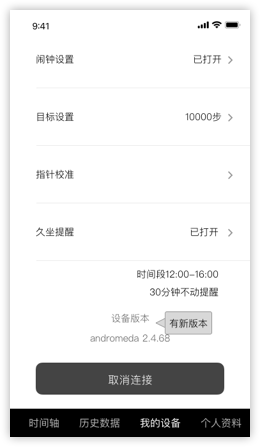 9:41
闹钟设置 已打开
目标设置 10000步
指针校准
久坐提醒 已打开
时间段12:00-16:00
30分钟不动提醒
设备版本 有新版本
andromeda 2.4.68
取消连接
时间轴 历史数据 我的设备 个人资料